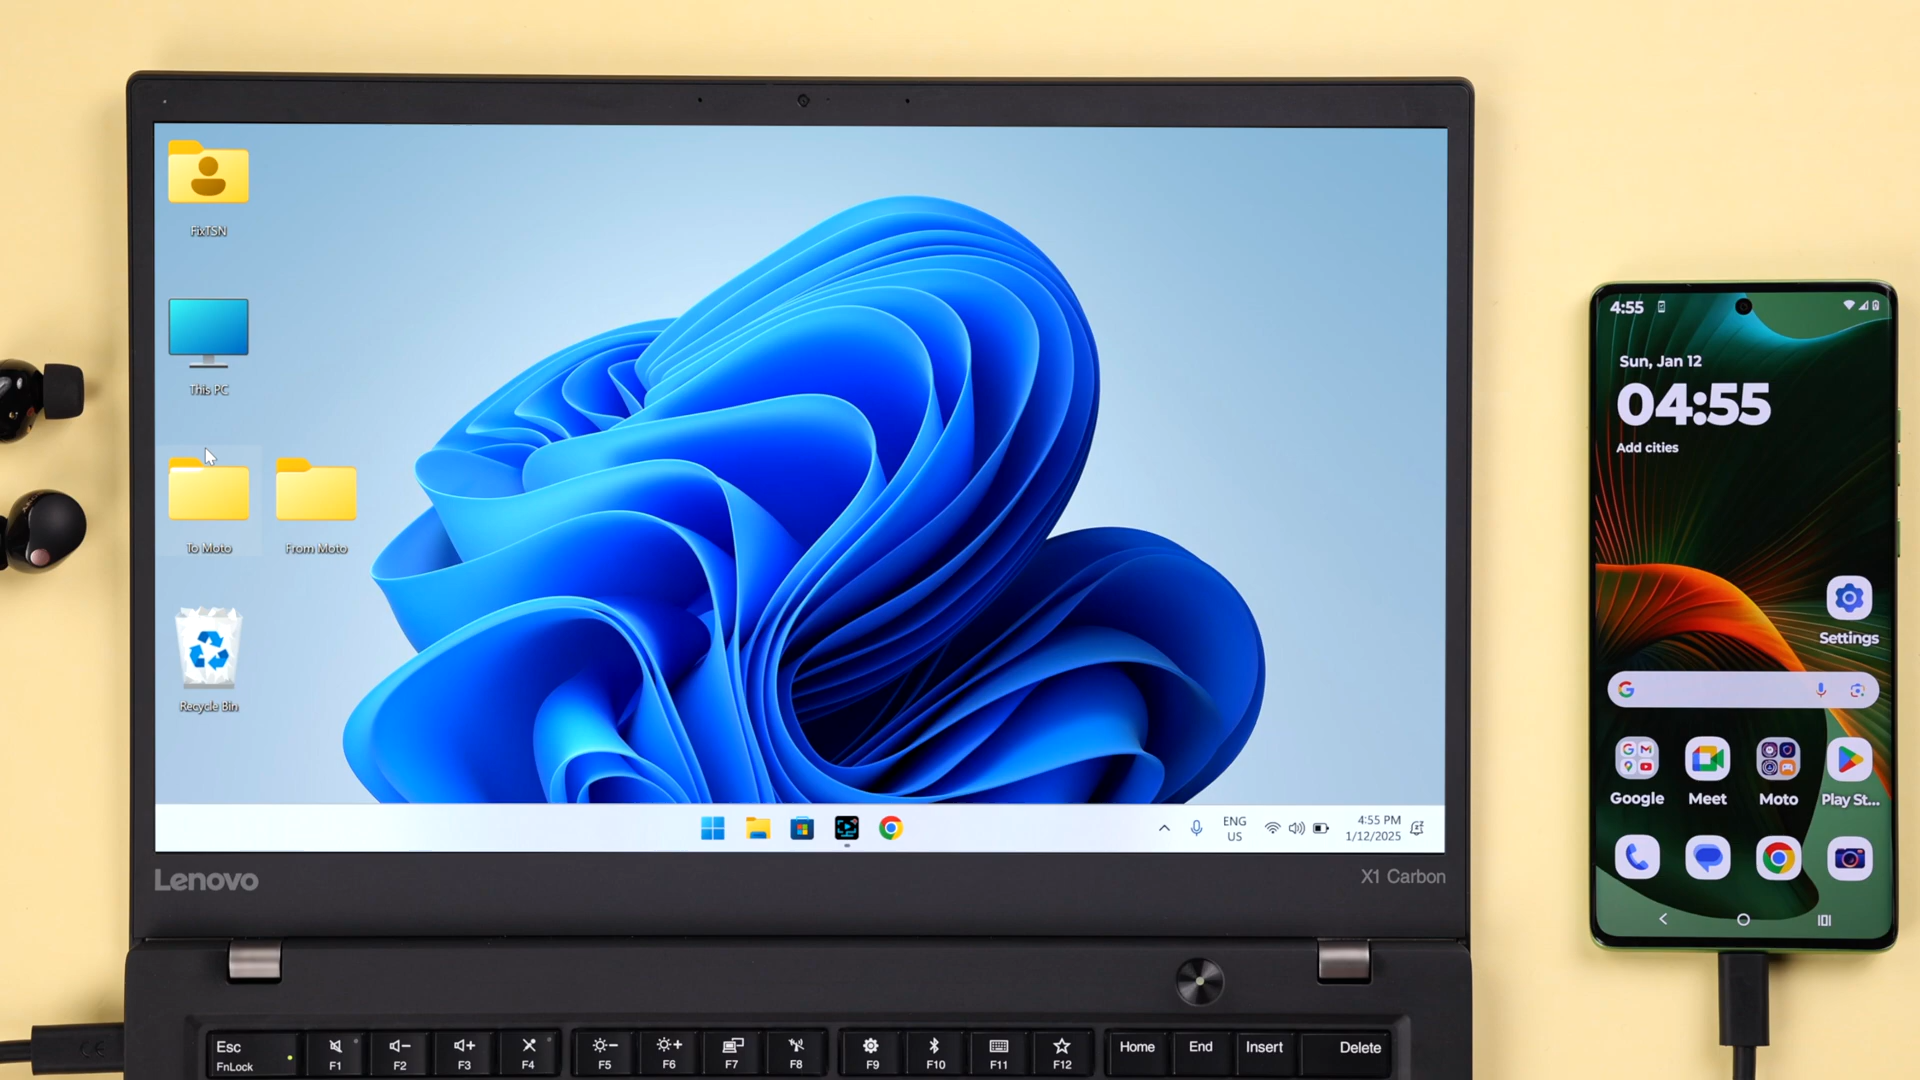 FixTSN
This PC
To Moto
From Moto
Recycle Bin
ENG
US
4:55 PM
1/12/2025
Lenovo
X1 Carbon
Esc
FnLock
F1
F2
F3
F4
F5
F6
F7
F8
F9
F10
F11
F12
Home
End
Insert
Delete
CE
4:55
Sun, Jan 12
04:55
Add cities
Settings
Google
Meet
Moto
Play St...